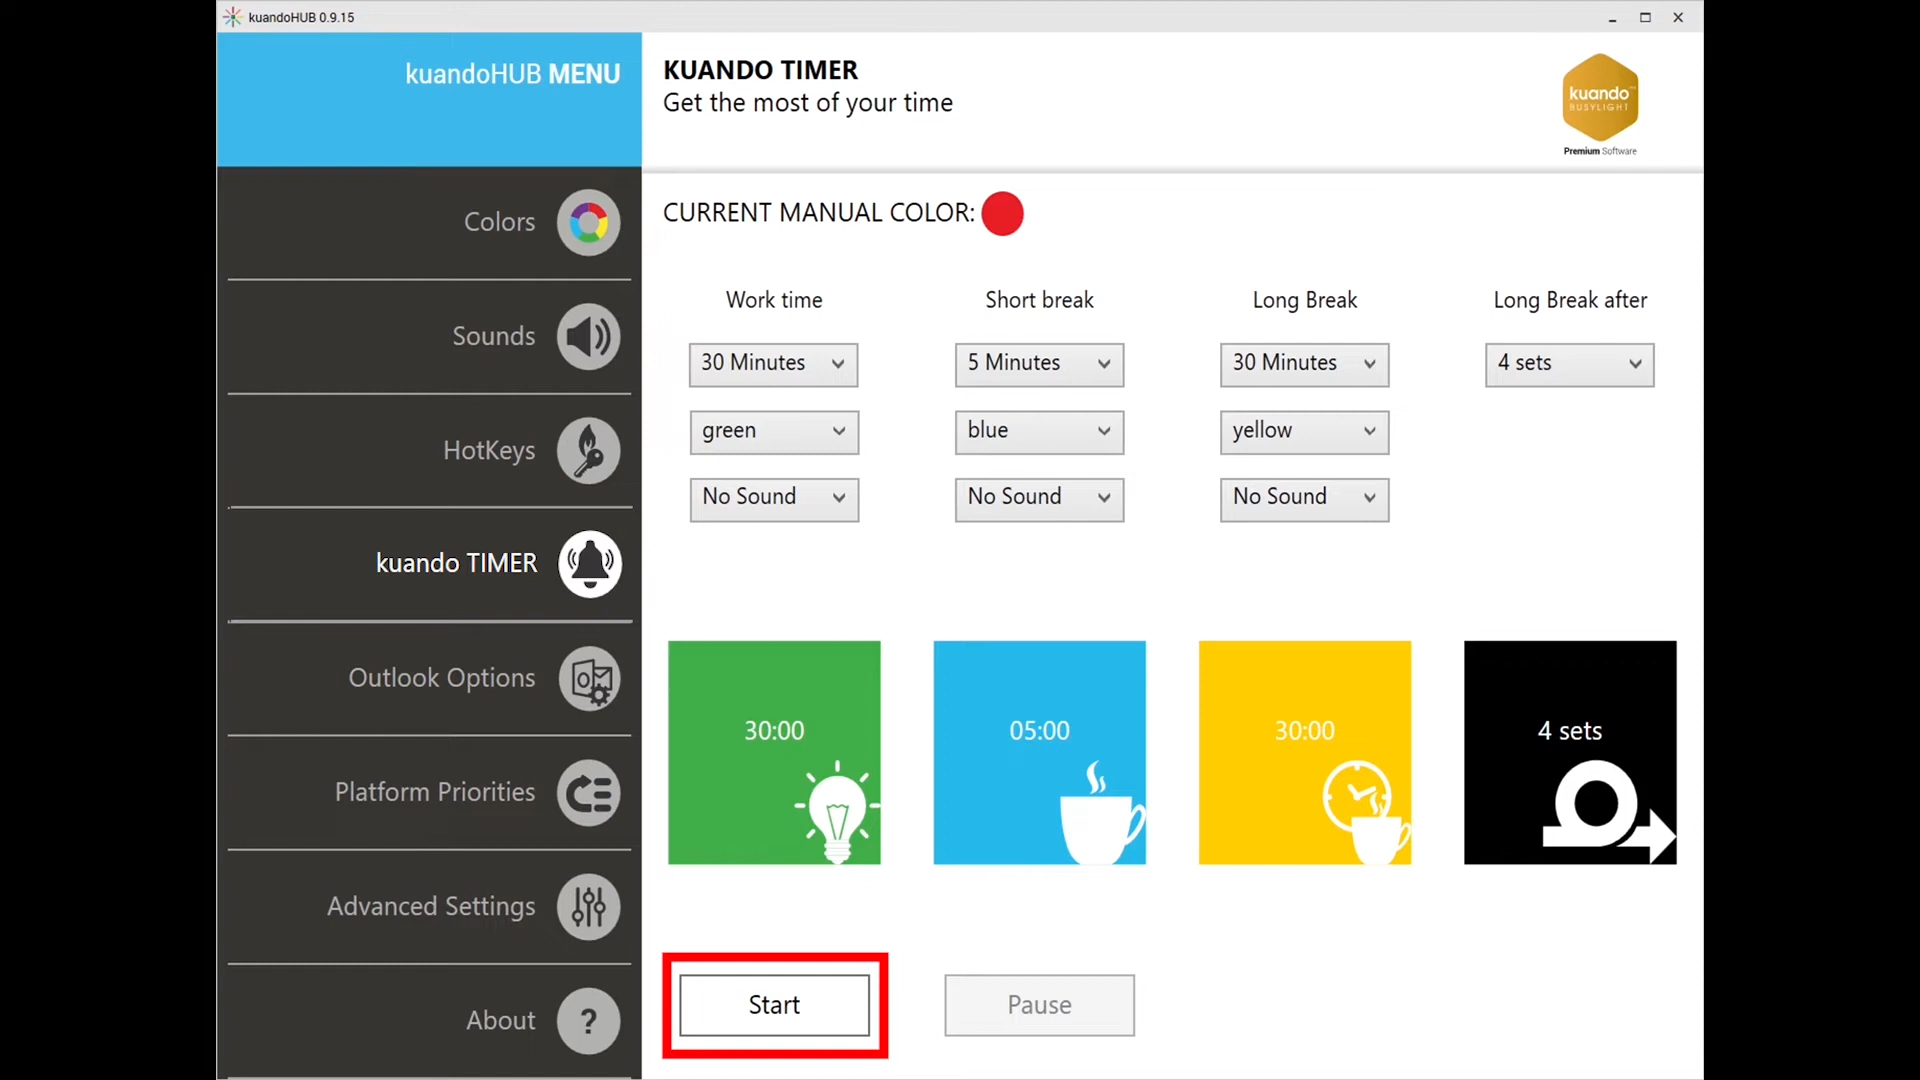 kuandoHUB 0.9.15
kuandoHUB MENU
KUANDO TIMER
Get the most of your time
kuando™
BUSYLIGHT
Premium Software
Colors
Sounds
HotKeys
kuando TIMER
Outlook Options
Platform Priorities
Advanced Settings
About
?
CURRENT MANUAL COLOR:
Work time
Short break
Long Break
Long Break after
30 Minutes
5 Minutes
30 Minutes
4 sets
green
blue
yellow
No Sound
No Sound
No Sound
30:00
05:00
30:00
4 sets
Start
Pause